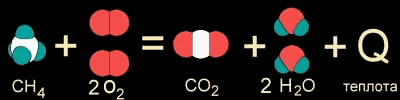 + = + + Q
CH₄ 2 O₂ CO₂ 2 H₂O теплота